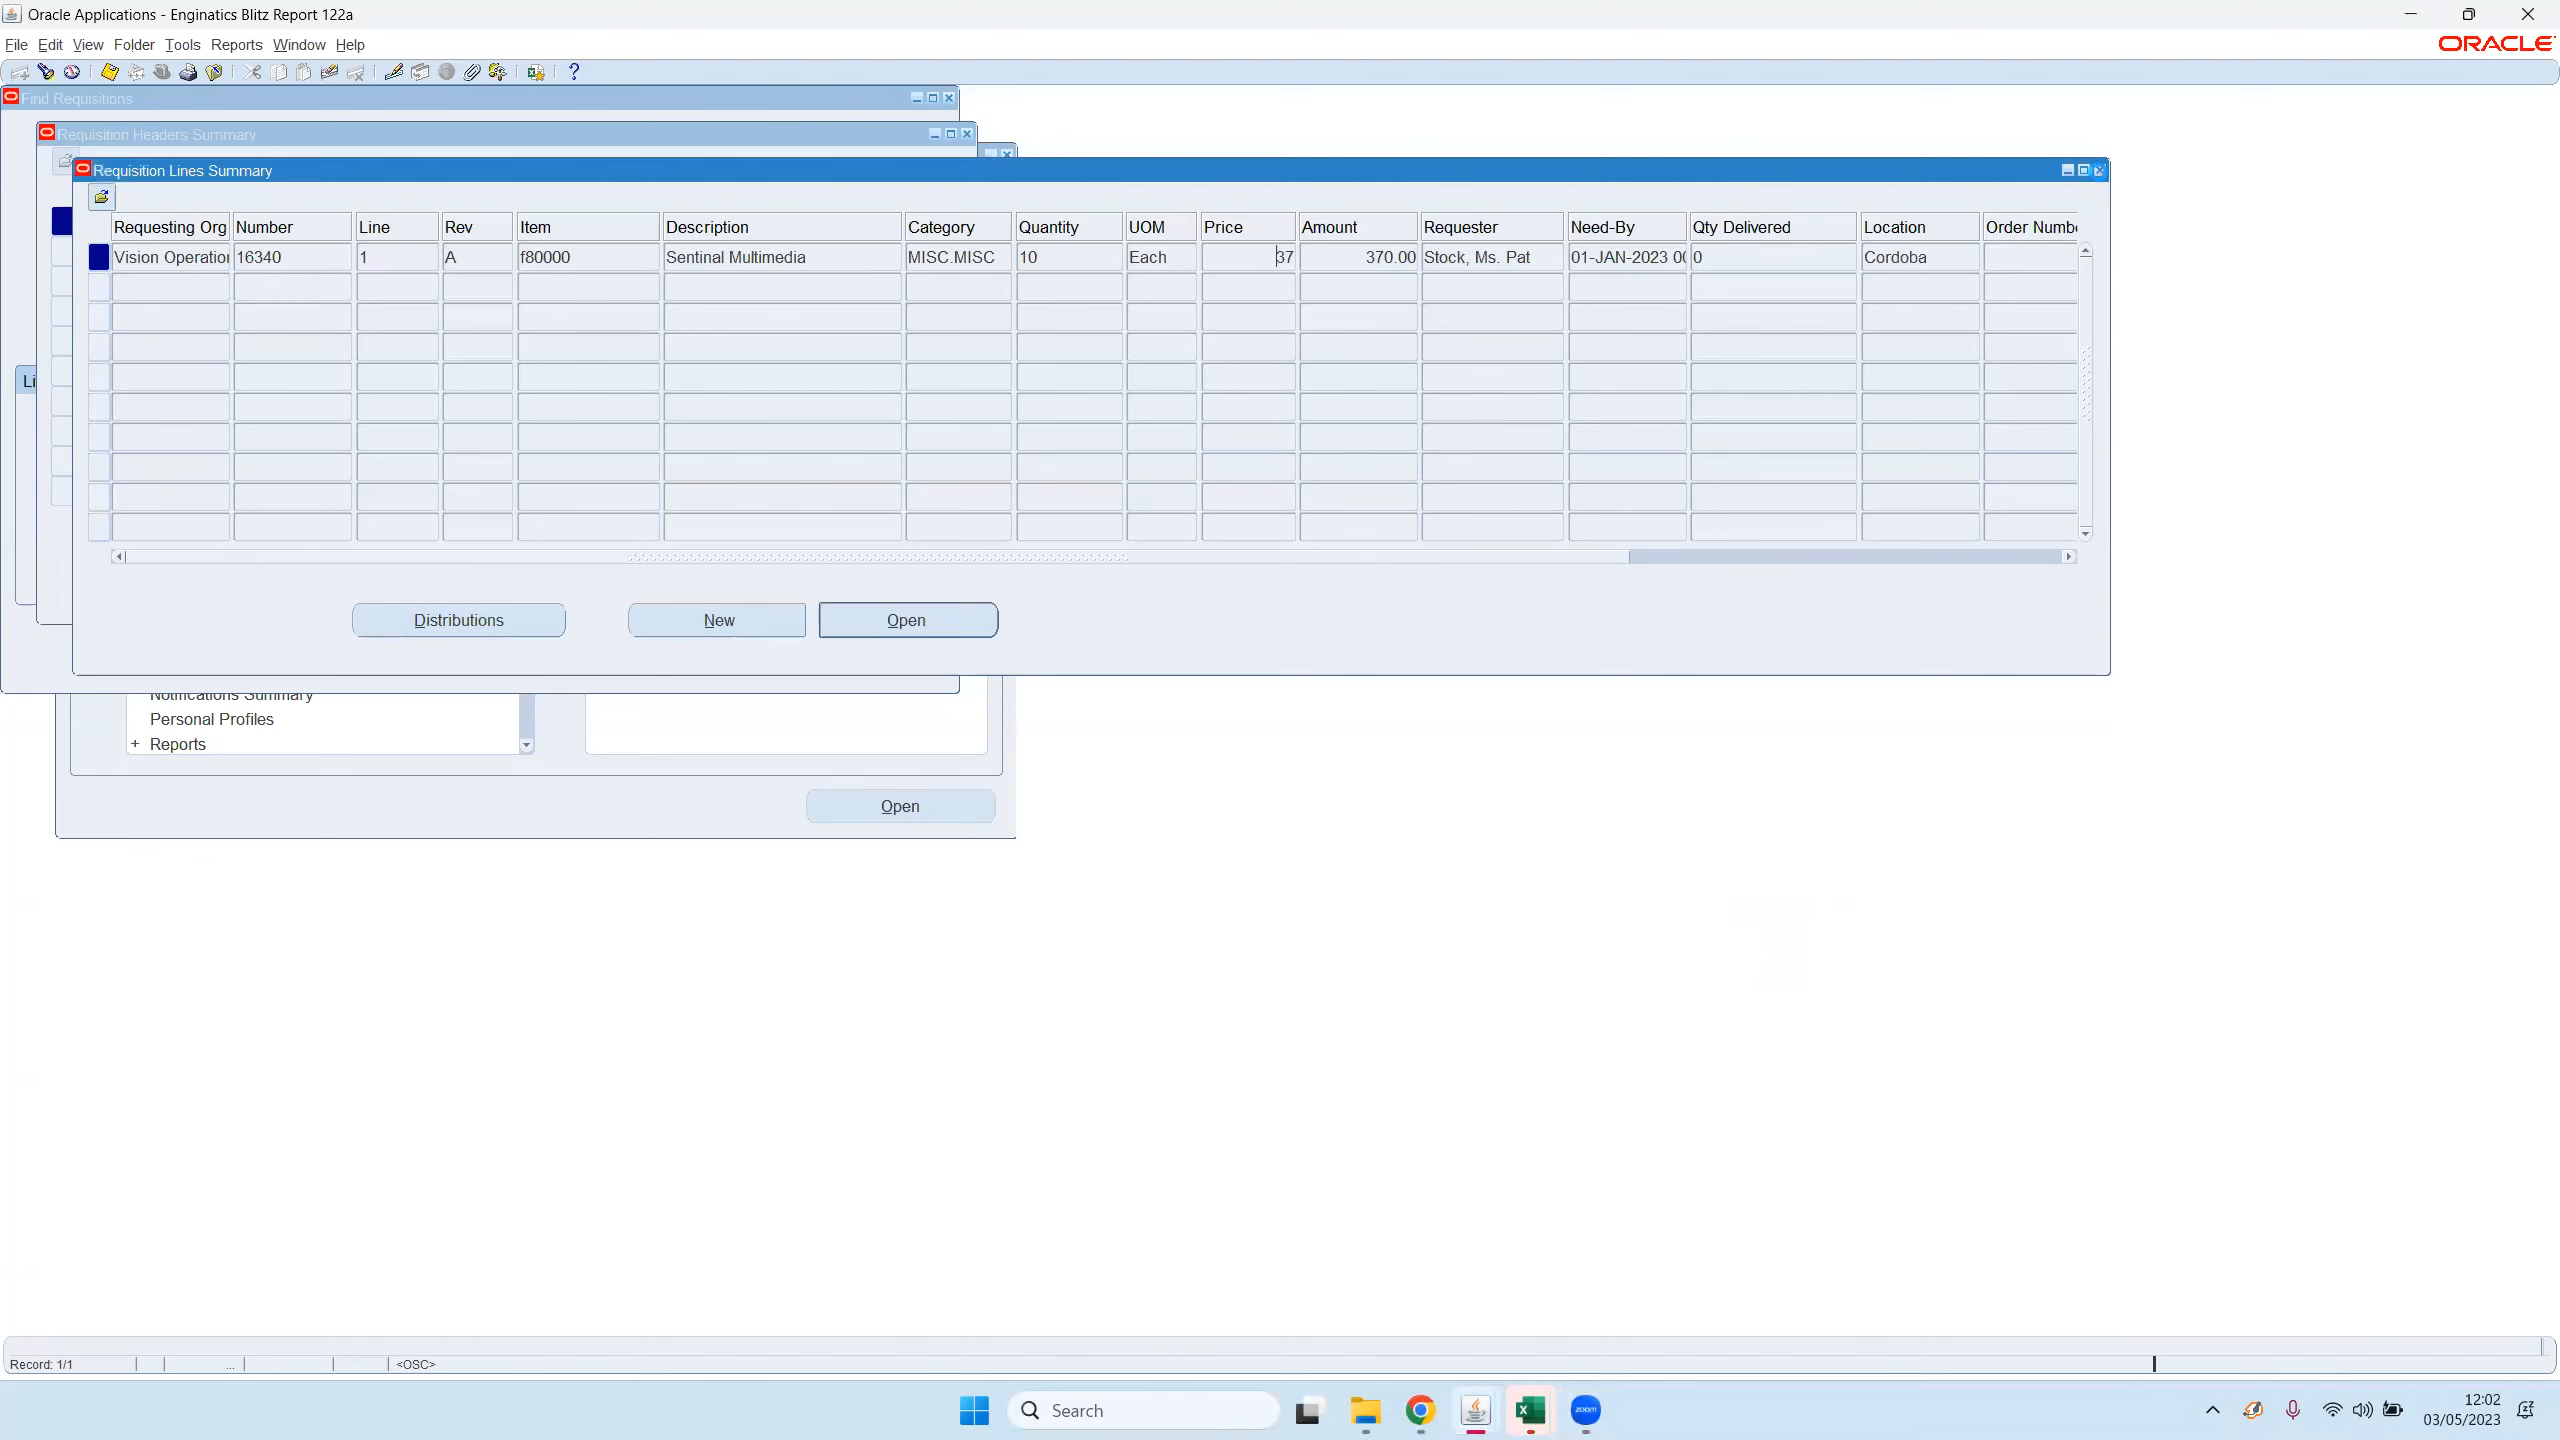 Oracle Applications - Enginatics Blitz Report 122a
File Edit View Folder Tools Reports Window Help
ORACLE
Find Requisitions
Requisition Headers Summary
Requisition Lines Summary
Requesting Org Number Line Rev Item Description Category Quantity UOM Price Amount Requester Need-By Qty Delivered Location Order Numb
Vision Operation 16340 1 A f80000 Sentinal Multimedia MISC.MISC 10 Each 37 370.00 Stock, Ms. Pat 01-JAN-2023 00 0 Cordoba
Li
Distributions New Open
Notifications Summary
Personal Profiles
+ Reports
Open
Record: 1/1 ... <OSC>
Search
zoom
12:02
03/05/2023